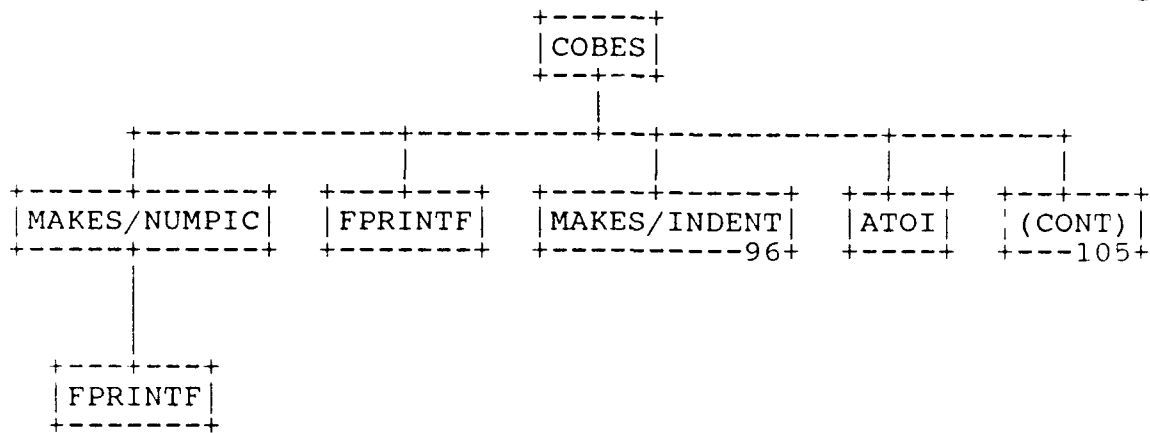 COBES
MAKES/NUMPIC FPRINTF MAKES/INDENT ATOI (CONT)
96 105
FPRINTF